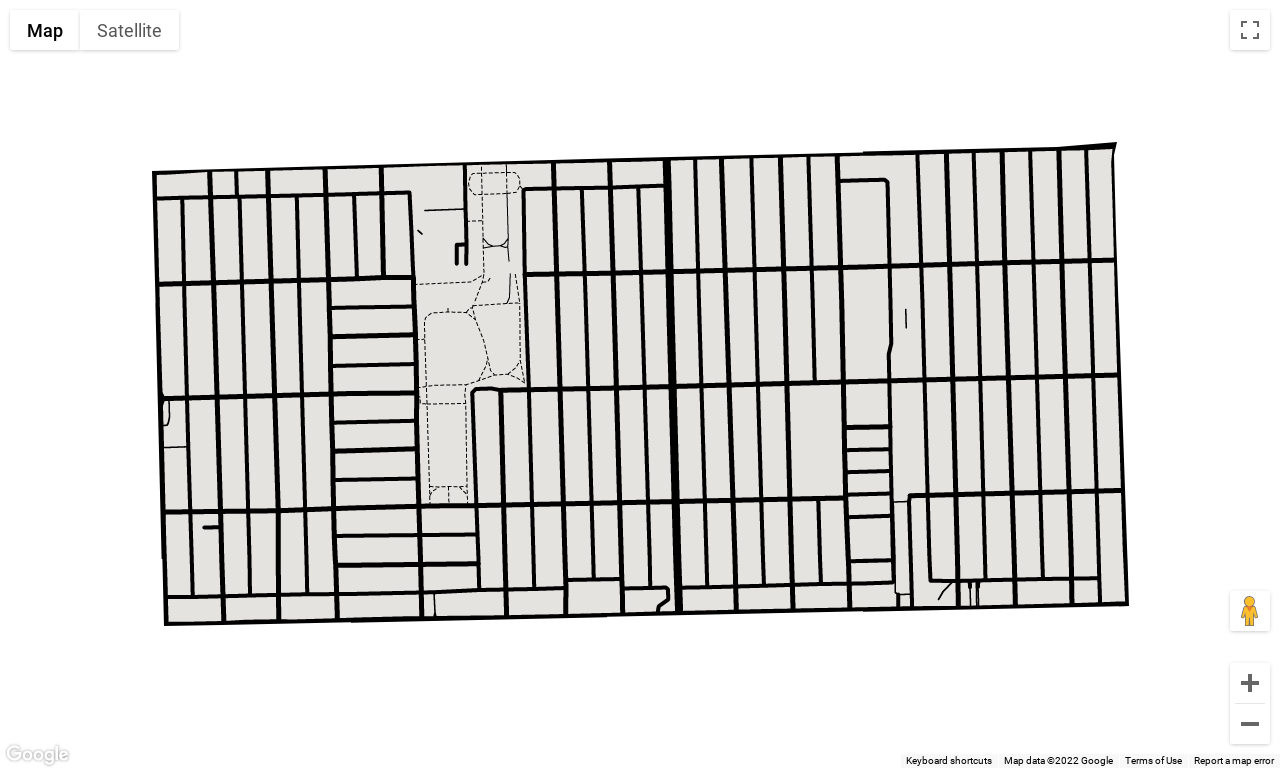 Map Satellite
Google
Keyboard shortcuts Map data ©2022 Google Terms of Use Report a map error